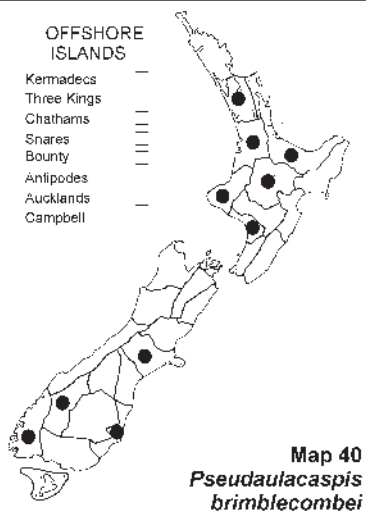 OFFSHORE
ISLANDS
Kermadecs
Three Kings
Chathams
Snares
Bounty
Antipodes
Aucklands
Campbell
Map 40
Pseudaulacaspis
brimblecombei